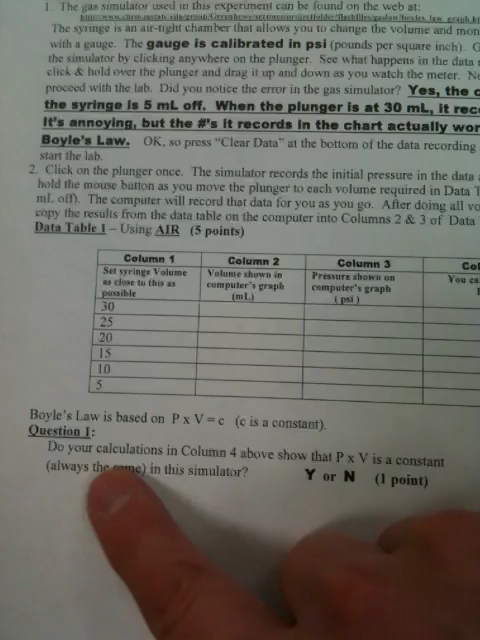 1. The gas simulator used in this experiment can be found on the web at:
The syringe is an air-tight chamber that allows you to change the volume and
with a gauge. The gauge is calibrated in psi (pounds per square inch).
the simulator by clicking anywhere on the plunger. See what happens in the data
click & hold over the plunger and drag it up and down as you watch the meter.
proceed with the lab. Did you notice the error in the gas simulator? Yes, the
the syringe is 5 mL off. When the plunger is at 30 mL, it
It's annoying, but the #'s it records in the chart actually
Boyle's Law. OK, so press "Clear Data" at the bottom of the data recording
start the lab.
2. Click on the plunger once. The simulator records the initial pressure in the data
hold the mouse button as you move the plunger to each volume required in Data
mL off). The computer will record that data for you as you go. After doing all
copy the results from the data table on the computer into Columns 2 & 3 of Data
Data Table 1 – Using AIR (5 points)
Column 1 Column 2 Column 3
Set syringe Volume Volume shown in Pressure shown on You
as close to this as computer's graph computer's graph
possible (mL) (psi)
30
25
20
15
10
5
Boyle's Law is based on P x V = c (c is a constant).
Question 1:
Do your calculations in Column 4 above show that P x V is a constant
(always the same) in this simulator? Y or N (1 point)